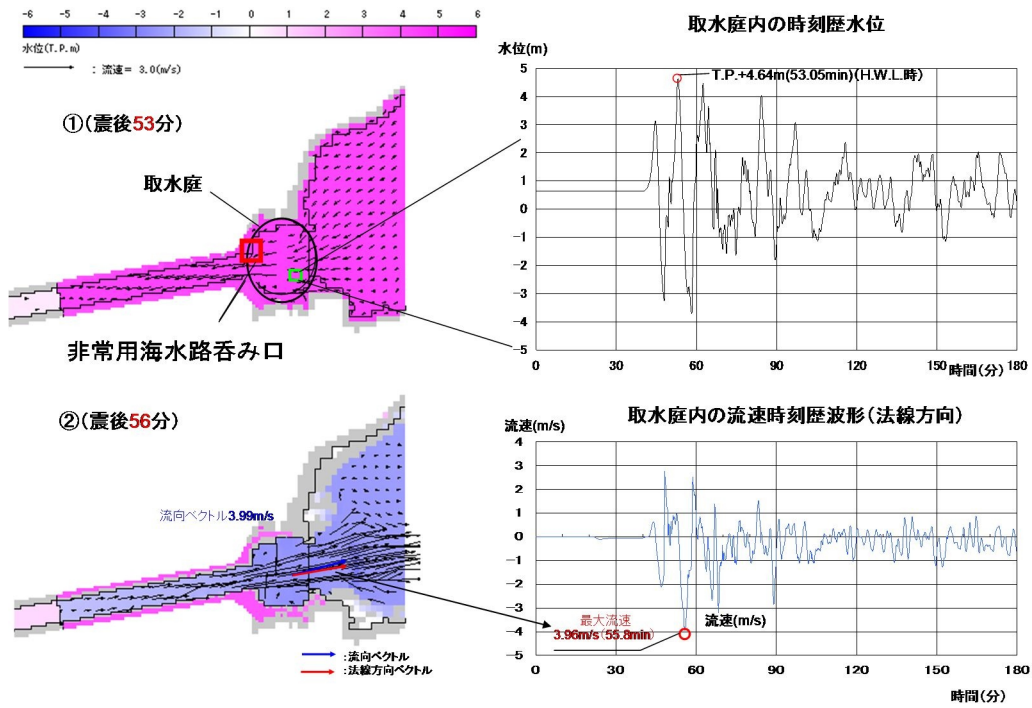 -6 -5 -4 -3 -2 -1 0 1 2 3 4 5 6
水位(T.P.m)
: 流速= 3.0(m/s)
①(震後53分)
取水庭
非常用海水路呑み口
取水庭内の時刻歴水位
水位(m)
T.P.+4.64m(53.05min)(H.W.L.時)
5
4
3
2
1
0
-1
-2
-3
-4
-5
0 30 60 90 120 150 180
時間(分)
②(震後56分)
流向ベクトル3.99m/s
:流向ベクトル
:法線方向ベクトル
取水庭内の流速時刻歴波形(法線方向)
流速(m/s)
4
3
2
1
0
-1
-2
-3
-4
-5
最大流速
3.96m/s(55.8min)
流速(m/s)
0 30 60 90 120 150 180
時間(分)